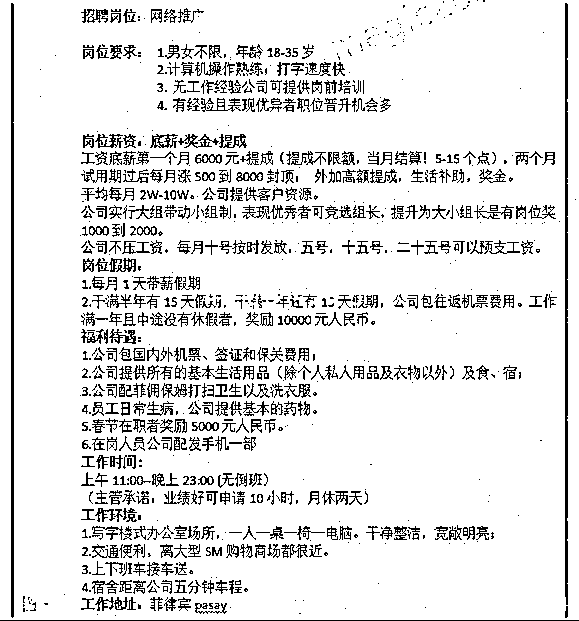 招聘岗位：网络推广
岗位要求： 1.男女不限，年龄 18-35 岁
2.计算机操作熟练，打字速度快
3. 无工作经验公司可提供岗前培训
4. 有经验且表现优异者职位晋升机会多
岗位薪资：底薪+奖金+提成
工资底薪第一个月 6000 元+提成（提成不限额，当月结算！5-15 个点），两个月
试用期过后每月涨 500 到 8000 封顶； 外加高额提成，生活补助，奖金。
平均每月 2W-10W。公司提供客户资源。
公司实行大组带动小组制，表现优秀者可竞选组长，提升为大小组长是有岗位奖
1000 到 2000。
公司不压工资，每月十号按时发放，五号，十五号，二十五号可以预支工资。
岗位假期：
1.每月 1 天带薪假期
2.干满半年有 15 天假期，干满一年还有 15 天假期，公司包往返机票费用。工作
满一年且中途没有休假者，奖励 10000 元人民币。
福利待遇：
1.公司包国内外机票、签证和保关费用；
2.公司提供所有的基本生活用品（除个人私人用品及衣物以外）及食、宿；
3.公司配菲佣保姆打扫卫生以及洗衣服。
4.员工日常生病，公司提供基本的药物。
5.春节在职者奖励 5000 元人民币。
6.在岗人员公司配发手机一部
工作时间：
上午 11:00--晚上 23:00 (无倒班)
（主管承诺：业绩好可申请 10 小时，月休两天）
工作环境：
1.写字楼式办公室场所，一人一桌一椅一电脑。干净整洁，宽敞明亮；
2.交通便利，离大型 SM 购物商场都很近。
3.上下班车接车送。
4.宿舍距离公司五分钟车程。
工作地址：菲律宾 pasay